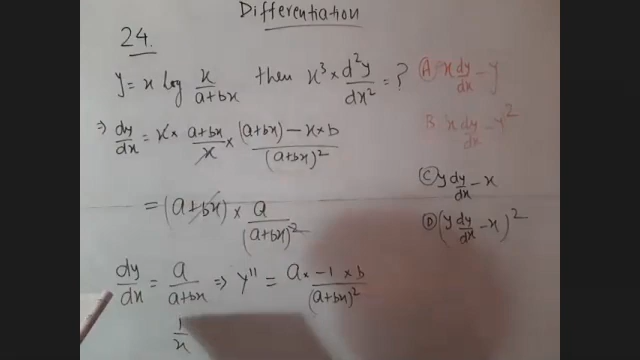 Differentiation
24.
y = x log x/(a+bx) then x³ × d²y/dx² = ?
(A) x dy/dx − y
B. x dy/dx − y²
(C) y dy/dx − x
(D) (y dy/dx − x)²
⇒ dy/dx = x × (a+bx)/x × ((a+bx) − x×b)/(a+bx)²
= (a+bx) × a/(a+bx)²
dy/dx = a/(a+bx) ⇒ y'' = (a × −1 × b)/(a+bx)²
1/x